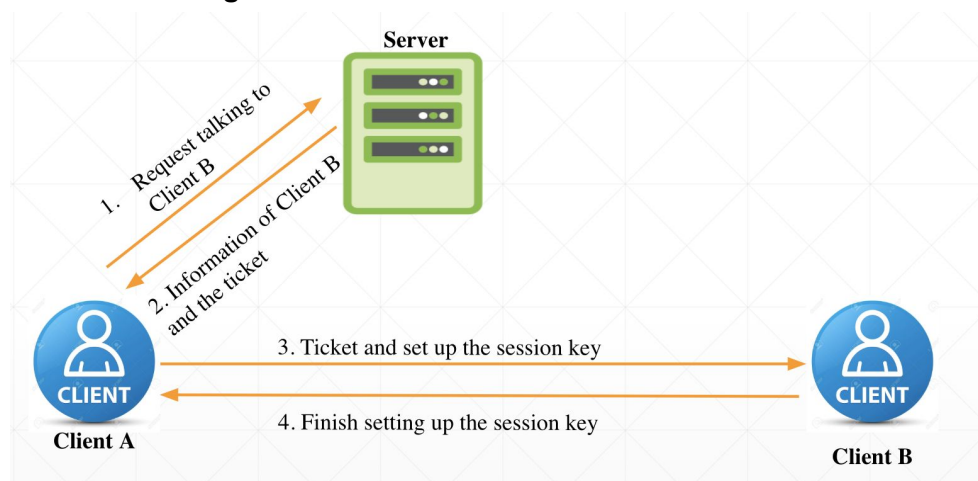 Server
1. Request talking to
Client B
2. Information of Client B
and the ticket
3. Ticket and set up the session key
CLIENT
CLIENT
4. Finish setting up the session key
Client A
Client B